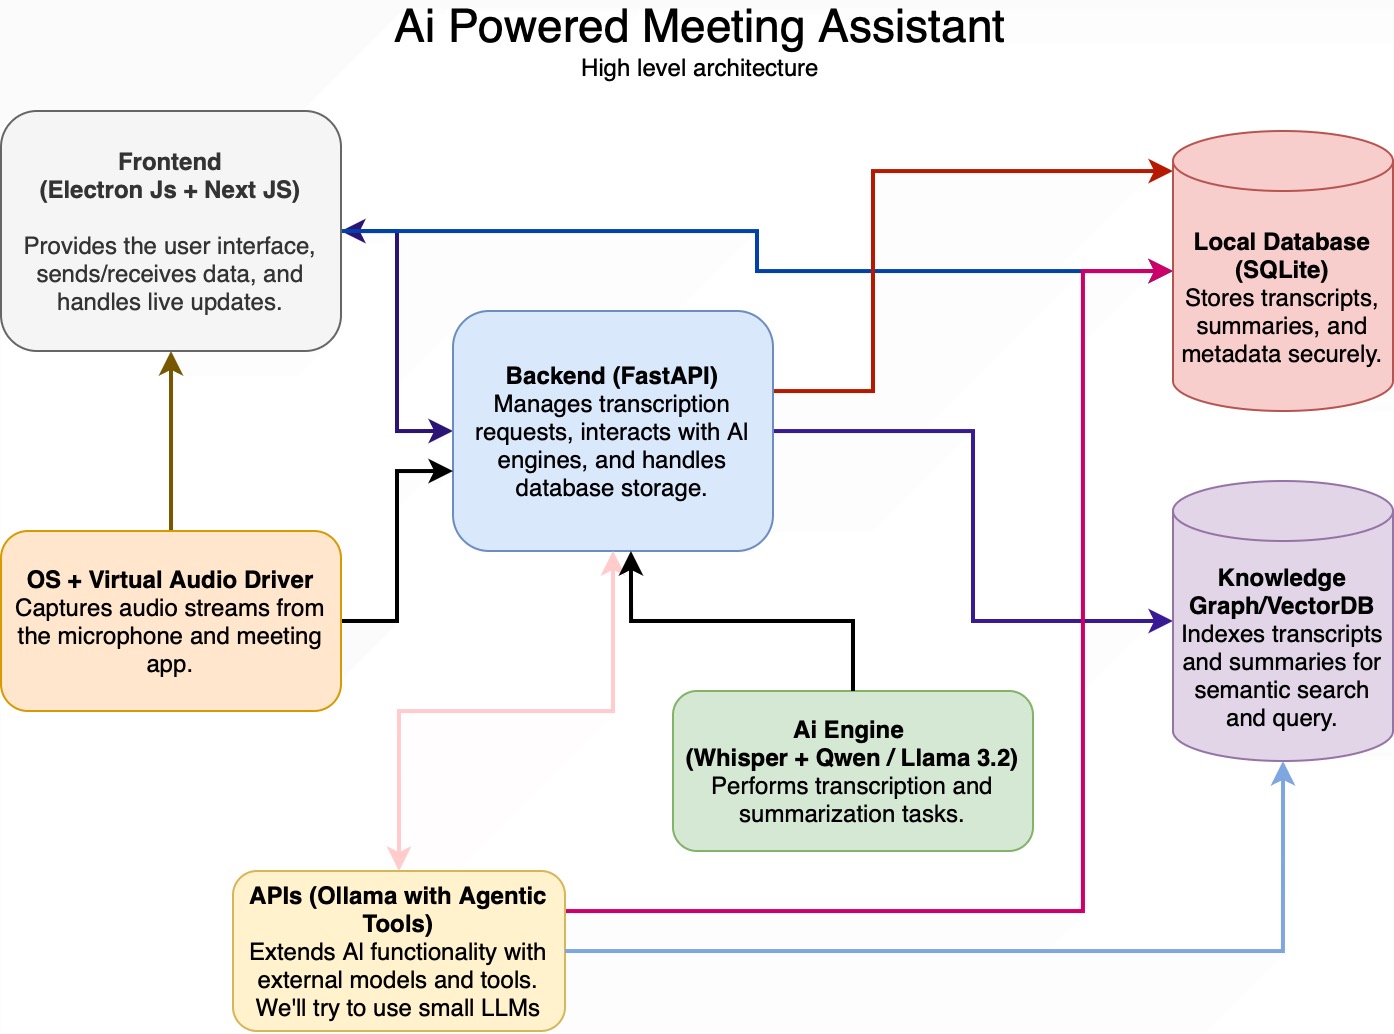 Ai Powered Meeting Assistant
High level architecture
Frontend
(Electron Js + Next JS)
Provides the user interface,
sends/receives data, and
handles live updates.
Local Database
(SQLite)
Stores transcripts,
summaries, and
metadata securely.
Backend (FastAPI)
Manages transcription
requests, interacts with AI
engines, and handles
database storage.
OS + Virtual Audio Driver
Captures audio streams from
the microphone and meeting
app.
Knowledge
Graph/VectorDB
Indexes transcripts
and summaries for
semantic search
and query.
Ai Engine
(Whisper + Qwen / Llama 3.2)
Performs transcription and
summarization tasks.
APIs (Ollama with Agentic
Tools)
Extends AI functionality with
external models and tools.
We'll try to use small LLMs